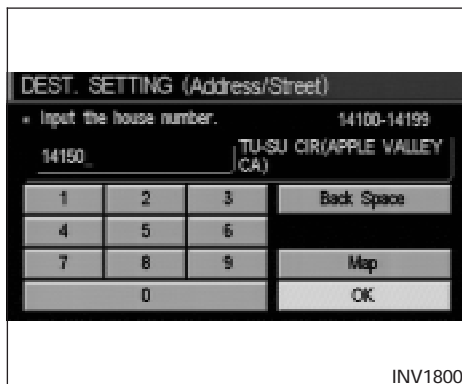 DEST. SETTING (Address/Street)
Input the house number. 14100-14199
14150_ TU-SU CIR(APPLE VALLEY
CA)
1 2 3 Back Space
4 5 6
7 8 9 Map
0 OK
INV1800